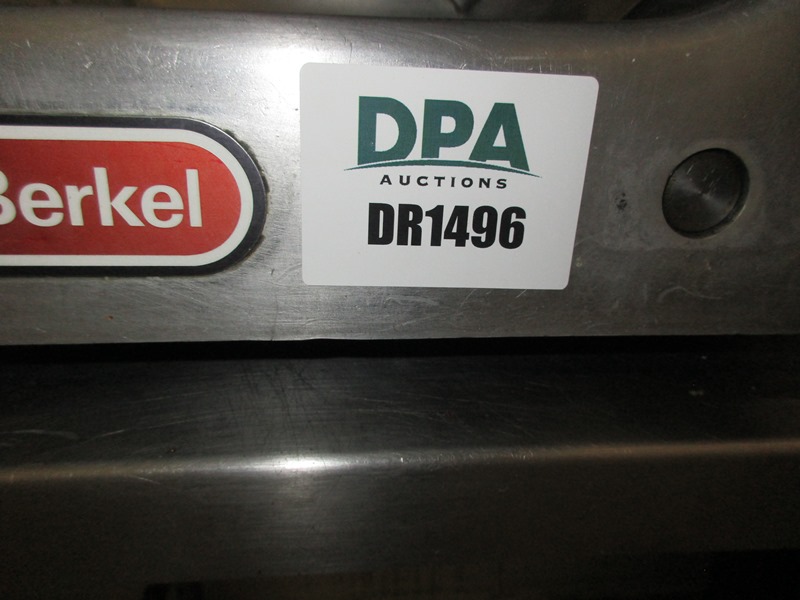 Berkel
DPA
AUCTIONS
DR1496